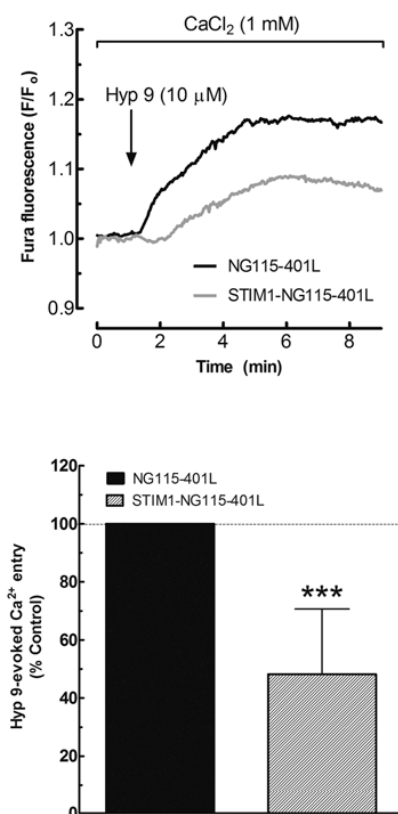 CaCl₂ (1 mM)
1.3
1.2
1.1
1.0
0.9
Fura fluorescence (F/Fₒ)
Hyp 9 (10 μM)
NG115-401L
STIM1-NG115-401L
0 2 4 6 8
Time (min)
120
100
80
60
40
20
0
Hyp 9-evoked Ca²⁺ entry
(% Control)
NG115-401L
STIM1-NG115-401L
***